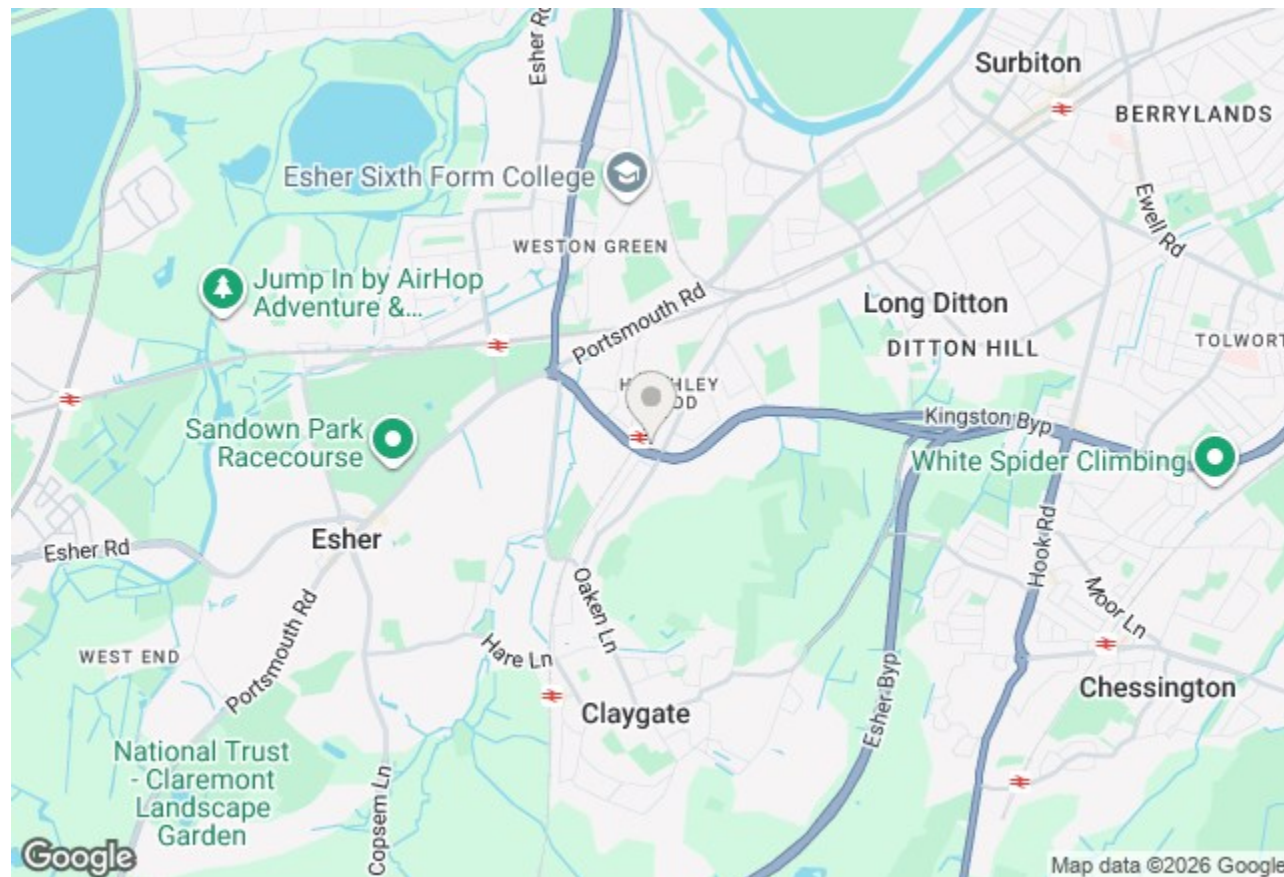 Esher Rd
Surbiton
BERRYLANDS
Esher Sixth Form College
Ewell Rd
WESTON GREEN
Jump In by AirHop
Adventure &...
Portsmouth Rd
Long Ditton
DITTON HILL
Kingston Byp
Sandown Park
Racecourse
White Spider Climbing
Esher
Esher Rd
Hook Rd
Oaken Ln
Moor Ln
Portsmouth Rd
WEST END
Hare Ln
Claygate
Chessington
Esher Byp
National Trust
- Claremont
Landscape
Garden
Copsem Ln
Google
Map data ©2026 Google